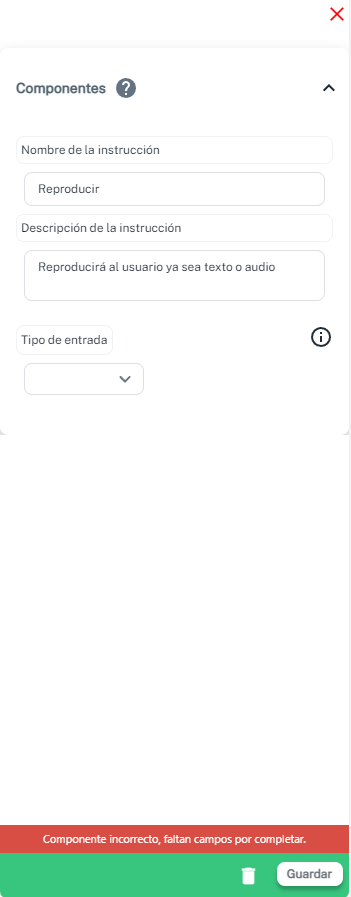 Componentes
Nombre de la instrucción
Reproducir
Descripción de la instrucción
Reproducirá al usuario ya sea texto o audio
Tipo de entrada
Componente incorrecto, faltan campos por completar.
Guardar